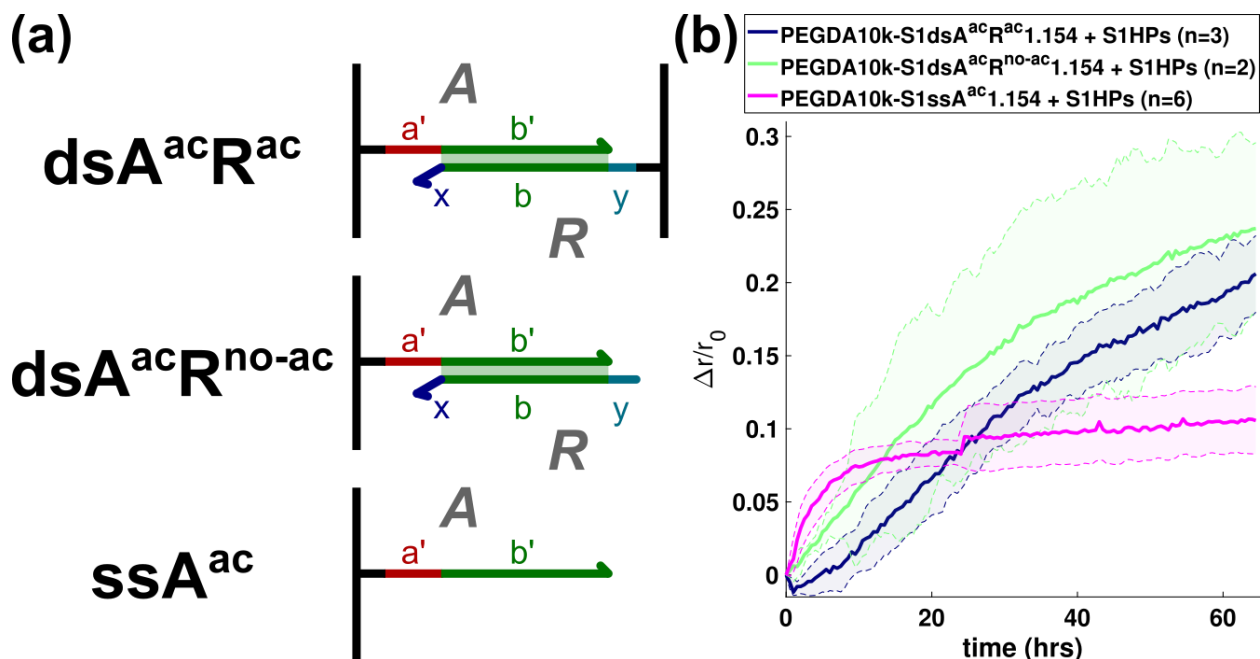 (a)
dsA^acR^ac
A
a'
b'
x
b
y
R
dsA^acR^no-ac
A
a'
b'
x
b
y
R
ssA^ac
A
a'
b'
(b)
PEGDA10k-S1dsA^acR^ac1.154 + S1HPs (n=3)
PEGDA10k-S1dsA^acR^no-ac1.154 + S1HPs (n=2)
PEGDA10k-S1ssA^ac1.154 + S1HPs (n=6)
0.3
0.25
0.2
0.15
0.1
0.05
0
Δr/r₀
0
20
40
60
time (hrs)